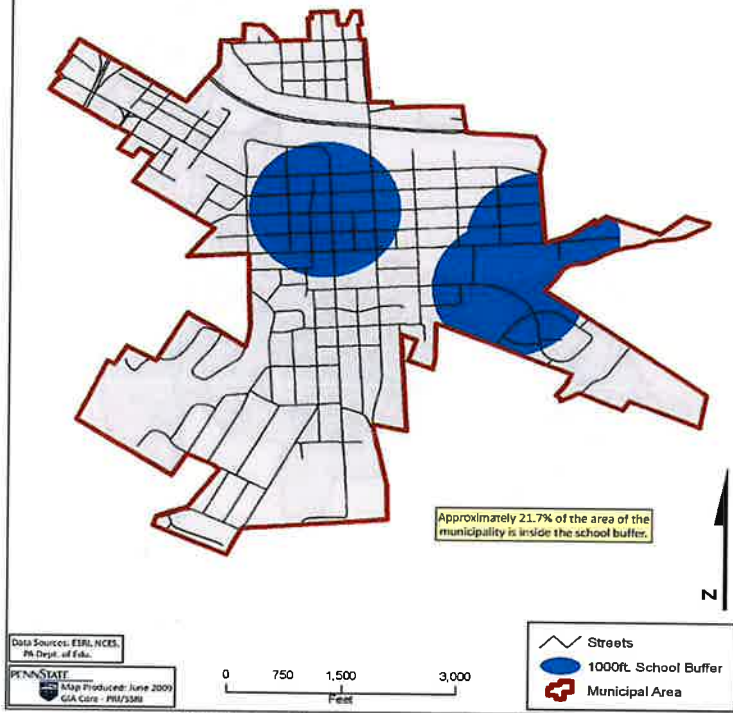 Approximately 21.7% of the area of the
municipality is inside the school buffer.
N
Data Sources: ESRI, NCES,
PA Dept. of Edu.
PENNSTATE
Map Produced: June 2009
GIA Core - PRI/SSRI
0 750 1,500 3,000
Feet
Streets
1000ft. School Buffer
Municipal Area